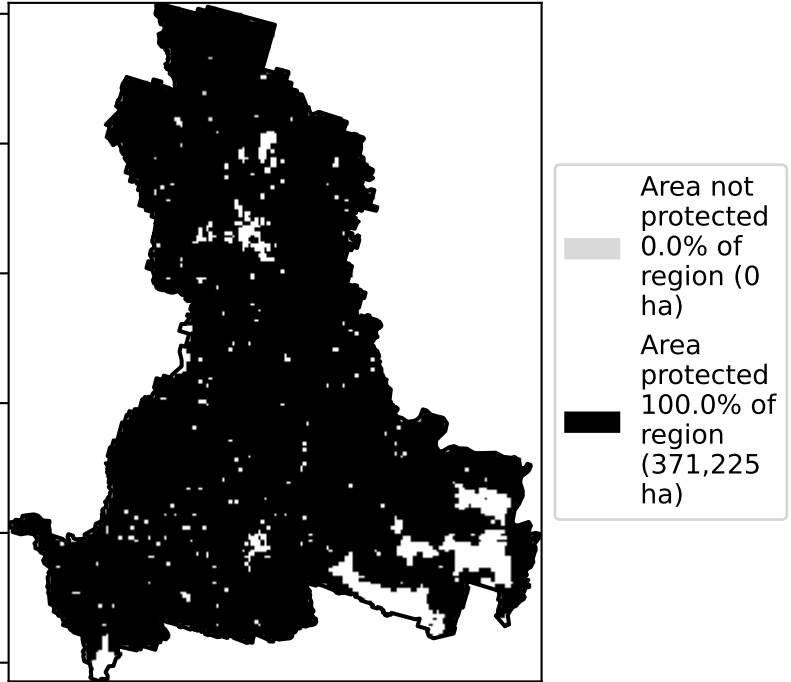 Area not
protected
0.0% of
region (0
ha)
Area
protected
100.0% of
region
(371,225
ha)